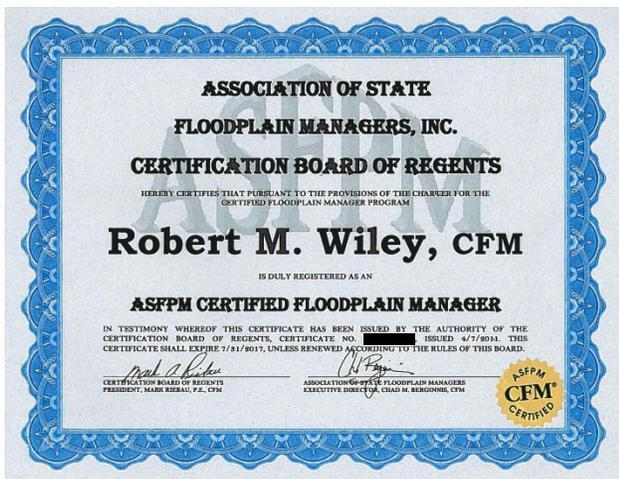 ASSOCIATION OF STATE
FLOODPLAIN MANAGERS, INC.
CERTIFICATION BOARD OF REGENTS
HEREBY CERTIFIES THAT PURSUANT TO THE PROVISIONS OF THE CHARTER FOR THE
CERTIFIED FLOODPLAIN MANAGER PROGRAM
ASFPM
Robert M. Wiley, CFM
IS DULY REGISTERED AS AN
ASFPM CERTIFIED FLOODPLAIN MANAGER
IN TESTIMONY WHEREOF THIS CERTIFICATE HAS BEEN ISSUED BY THE AUTHORITY OF THE
CERTIFICATION BOARD OF REGENTS, CERTIFICATE NO. ISSUED 4/7/2011. THIS
CERTIFICATE SHALL EXPIRE 7/31/2017, UNLESS RENEWED ACCORDING TO THE RULES OF THIS BOARD.
Mark A. Riebau
CERTIFICATION BOARD OF REGENTS
PRESIDENT, MARK RIEBAU, P.E., CFM
ASSOCIATION OF STATE FLOODPLAIN MANAGERS
EXECUTIVE DIRECTOR, CHAD M. BERGINNIS, CFM
ASFPM
CFM®
CERTIFIED